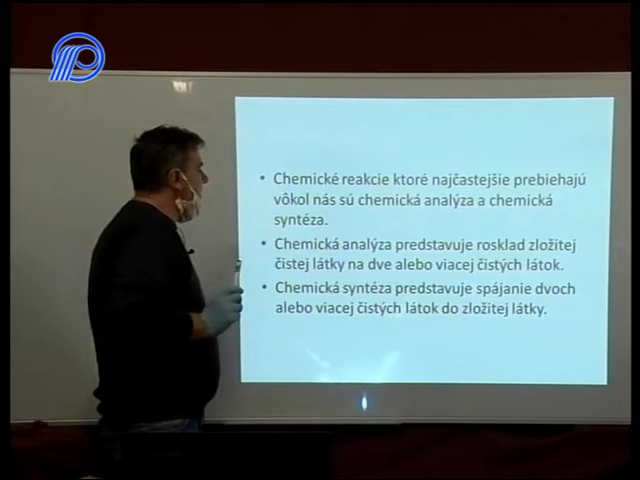 • Chemické reakcie ktoré najčastejšie prebiehajú
vôkol nás sú chemická analýza a chemická
syntéza.
• Chemická analýza predstavuje rosklad zložitej
čistej látky na dve alebo viacej čistých látok.
• Chemická syntéza predstavuje spájanie dvoch
alebo viacej čistých látok do zložitej látky.